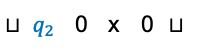 ⊔ q₂ 0 x 0 ⊔